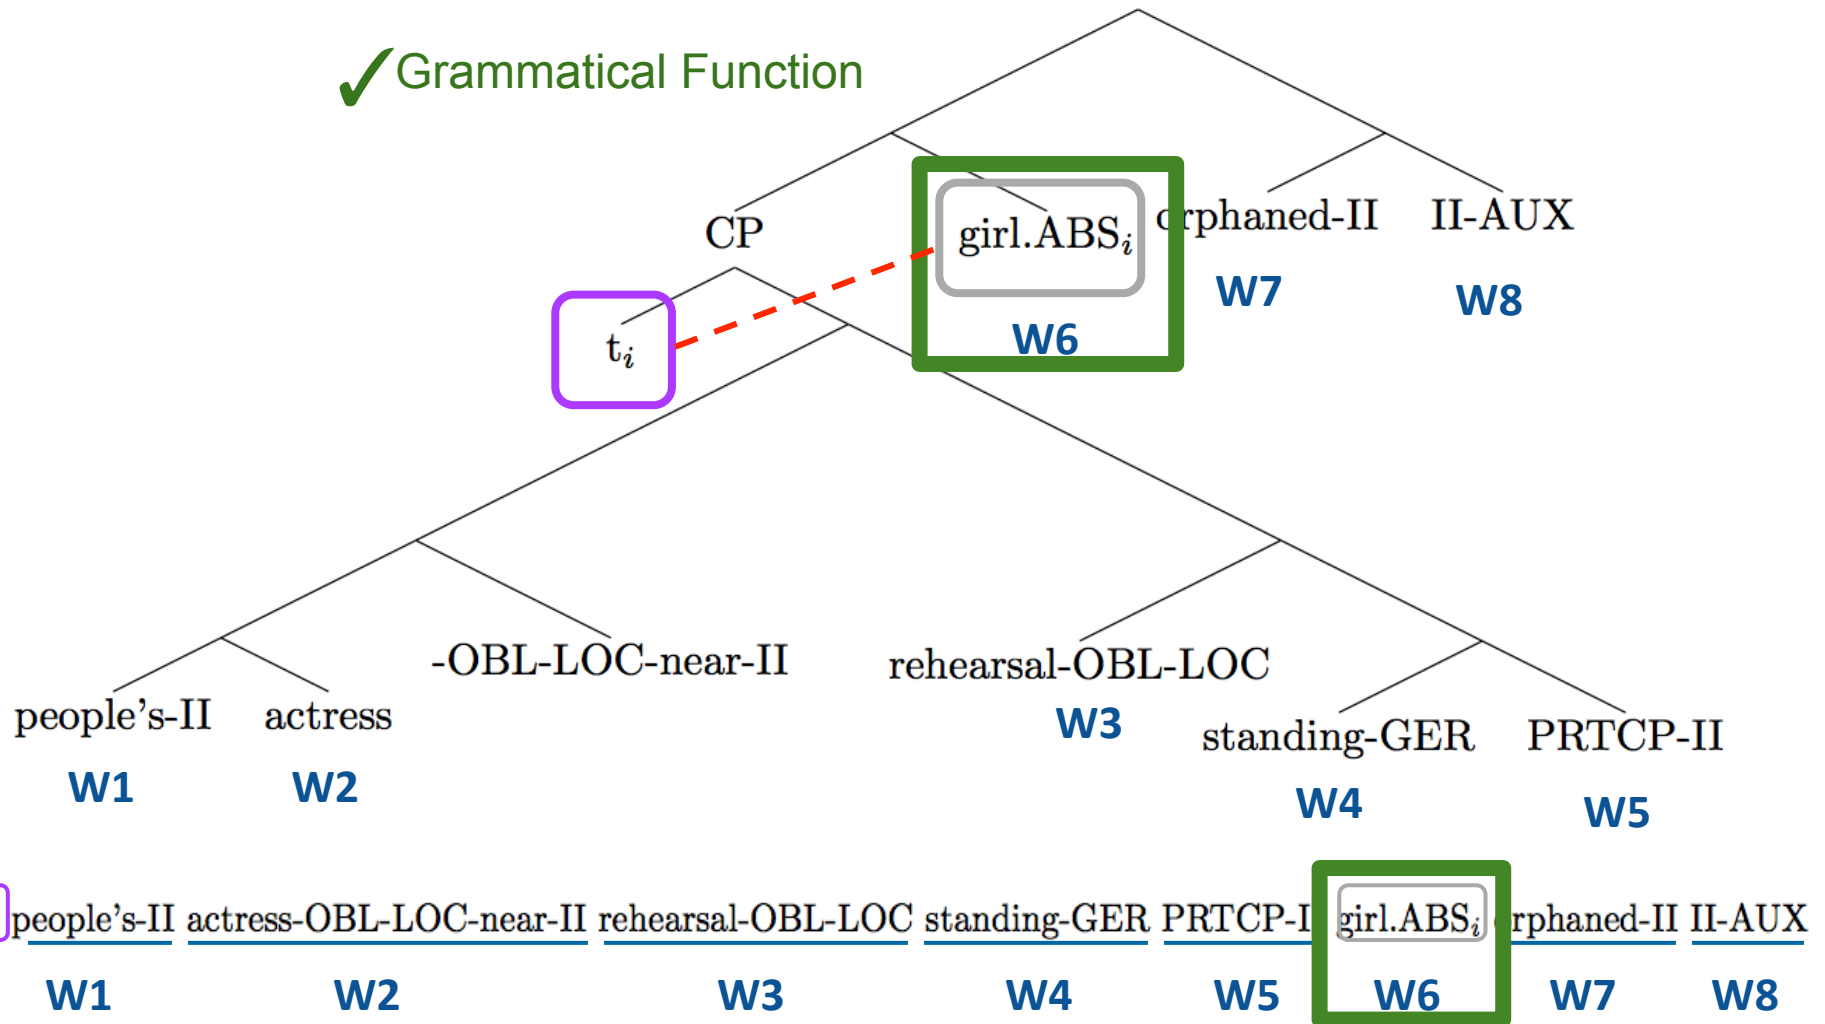 ✓Grammatical Function
CP
girl.ABSi
orphaned-II
II-AUX
W6
W7
W8
ti
-OBL-LOC-near-II
rehearsal-OBL-LOC
W3
people's-II
actress
W1
W2
standing-GER
PRTCP-II
W4
W5
people's-II actress-OBL-LOC-near-II rehearsal-OBL-LOC standing-GER PRTCP-I girl.ABSi rphaned-II II-AUX
W1 W2 W3 W4 W5 W6 W7 W8